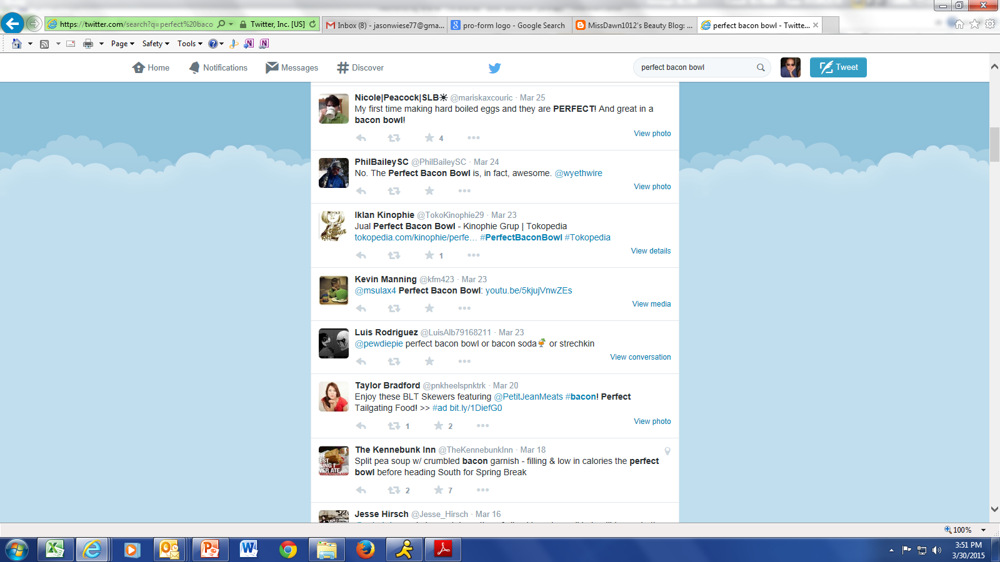 https://twitter.com/search?q=perfect%20baco
Twitter, Inc. [US]
Inbox (8) - jasonwiese77@gma...
pro-form logo - Google Search
MissDawn1012's Beauty Blog: ...
perfect bacon bowl - Twitte...
Page
Safety
Tools
Home
Notifications
Messages
Discover
perfect bacon bowl
Tweet
Nicole|Peacock|SLB☀ @mariskaxcouric · Mar 25
My first time making hard boiled eggs and they are PERFECT! And great in a
bacon bowl!
View photo
4
PhilBaileySC @PhilBaileySC · Mar 24
No. The Perfect Bacon Bowl is, in fact, awesome. @wyethwire
View photo
Iklan Kinophie @TokoKinophie29 · Mar 23
Jual Perfect Bacon Bowl - Kinophie Grup | Tokopedia
tokopedia.com/kinophie/perfe... #PerfectBaconBowl #Tokopedia
View details
1
Kevin Manning @kfm423 · Mar 23
@msulax4 Perfect Bacon Bowl: youtu.be/5kjujVnwZEs
View media
Luis Rodriguez @LuisAlb79168211 · Mar 23
@pewdiepie perfect bacon bowl or bacon soda🍹 or strechkin
View conversation
Taylor Bradford @pnkheelspnktrk · Mar 20
Enjoy these BLT Skewers featuring @PetitJeanMeats #bacon! Perfect
Tailgating Food! >> #ad bit.ly/1DiefG0
View photo
1 2
The Kennebunk Inn @TheKennebunkInn · Mar 18
Split pea soup w/ crumbled bacon garnish - filling & low in calories the perfect
bowl before heading South for Spring Break
2 7
Jesse Hirsch @Jesse_Hirsch · Mar 16
100%
3:51 PM
3/30/2015